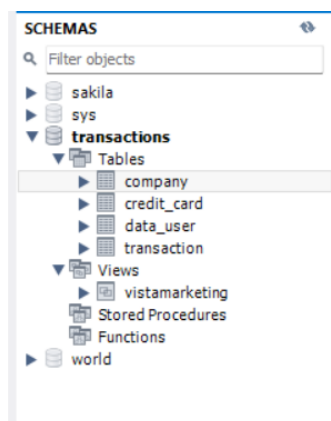 SCHEMAS
Filter objects
sakila
sys
transactions
Tables
company
credit_card
data_user
transaction
Views
vistamarketing
Stored Procedures
Functions
world